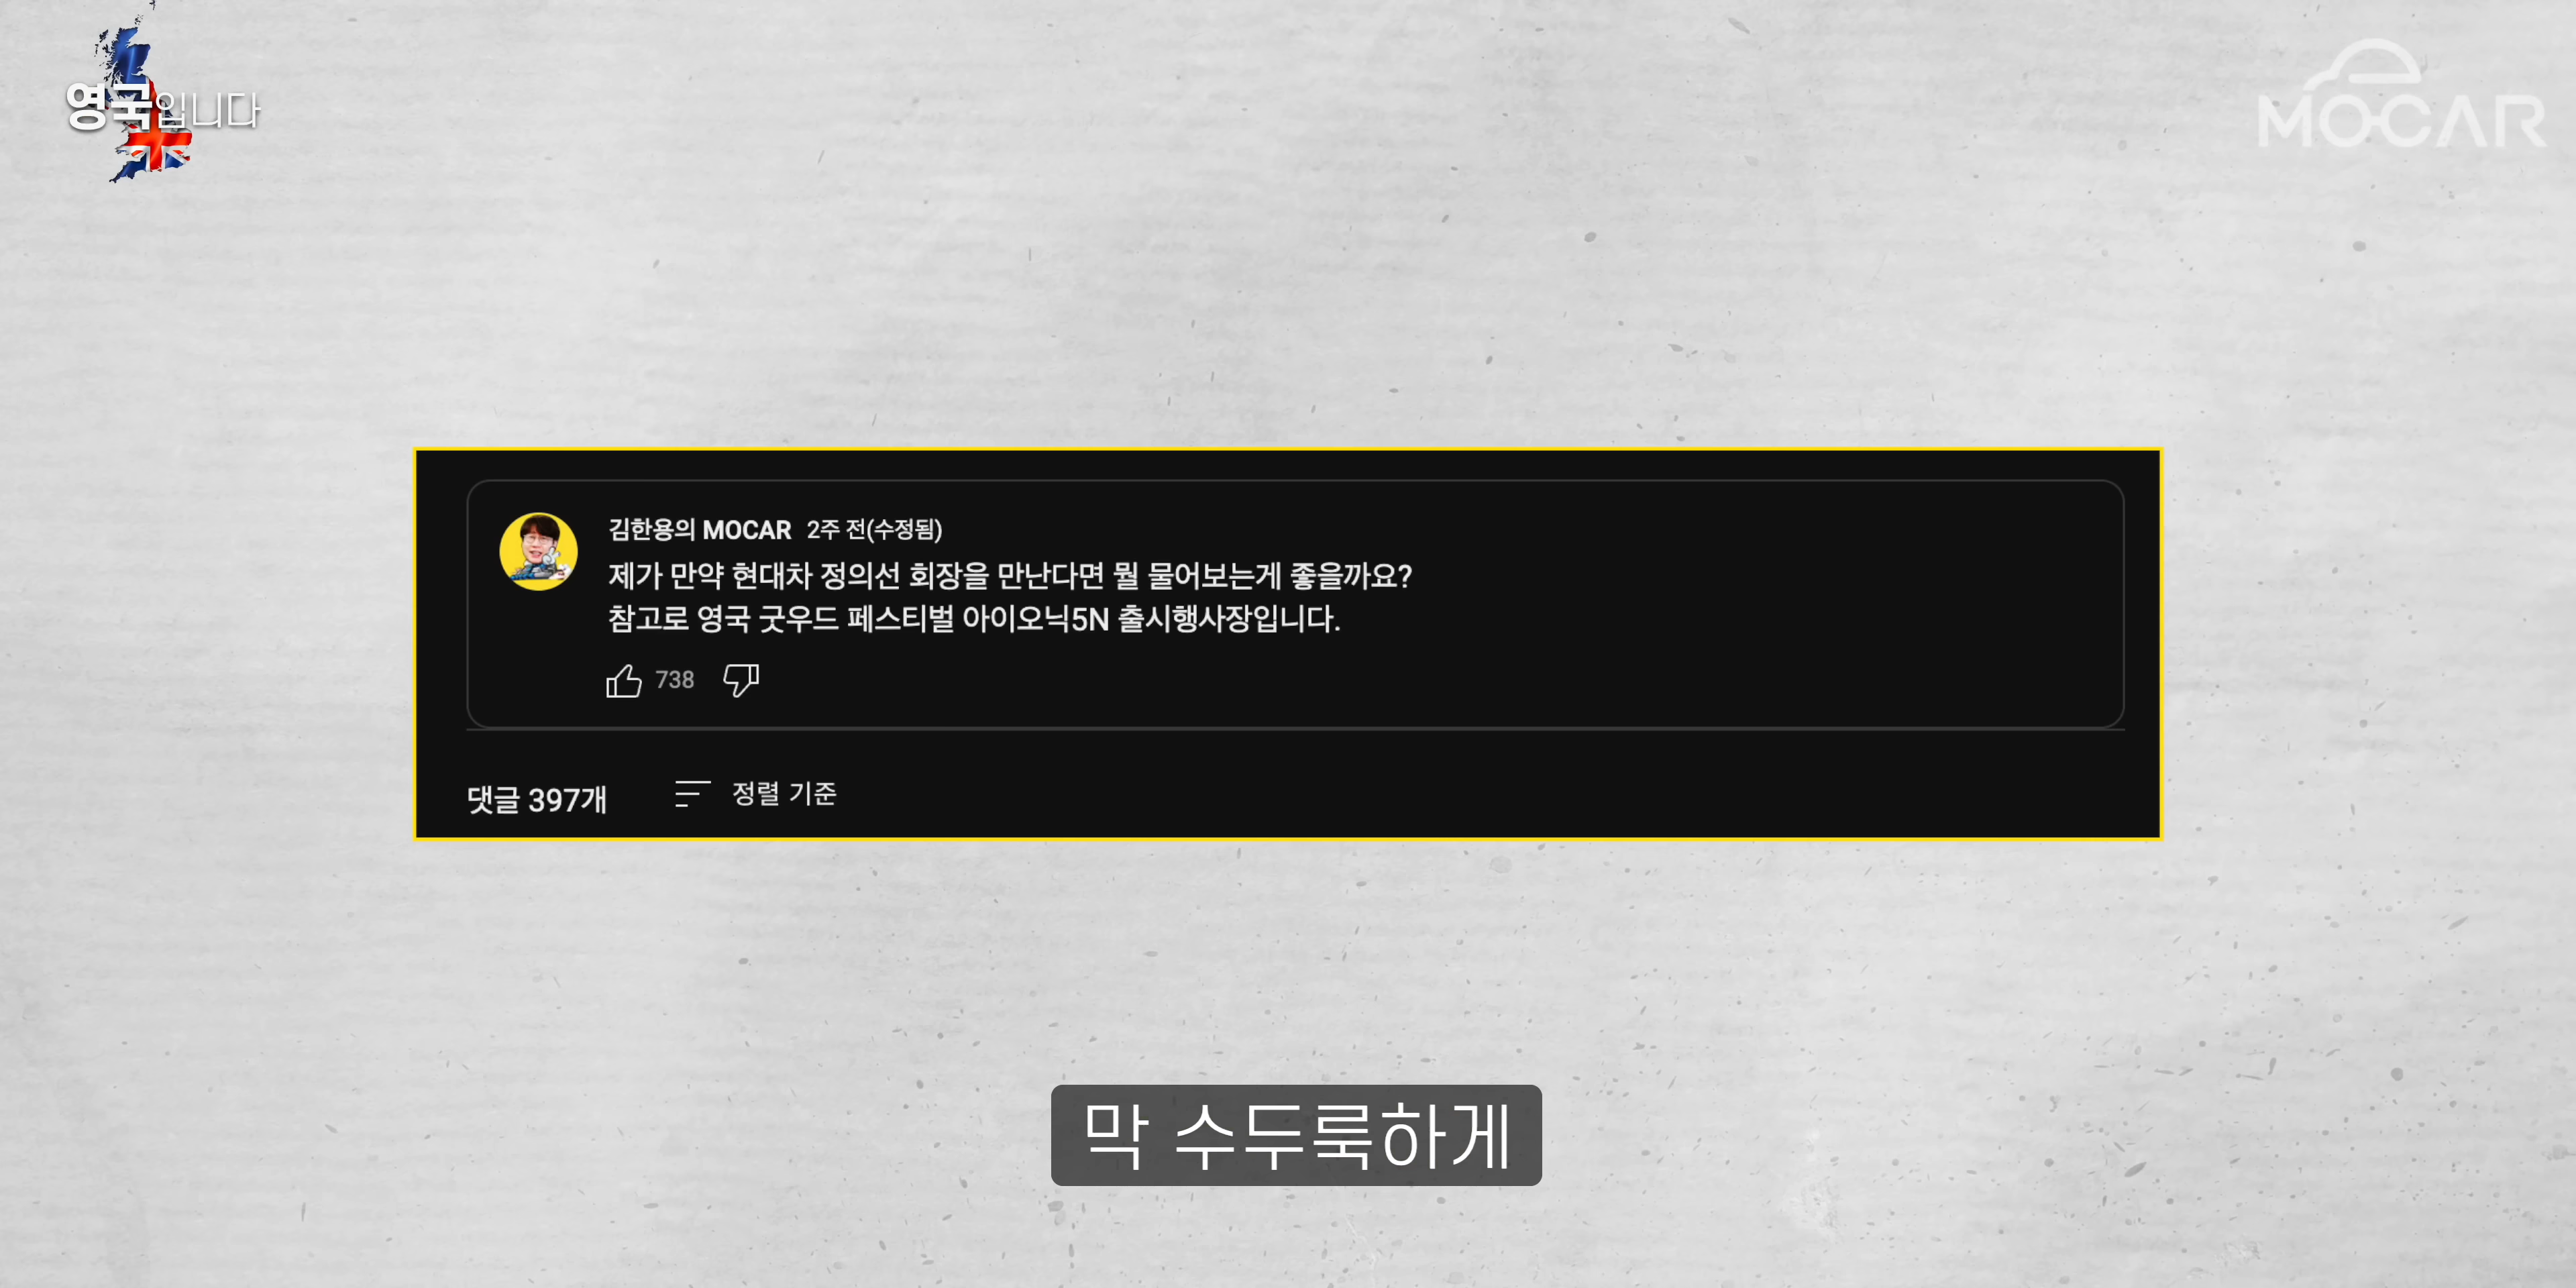 영국입니다
MOCAR
김한용의 MOCAR 2주 전(수정됨)
제가 만약 현대차 정의선 회장을 만난다면 뭘 물어보는게 좋을까요?
참고로 영국 굿우드 페스티벌 아이오닉5N 출시행사장입니다.
738
댓글 397개 정렬 기준
막 수두룩하게